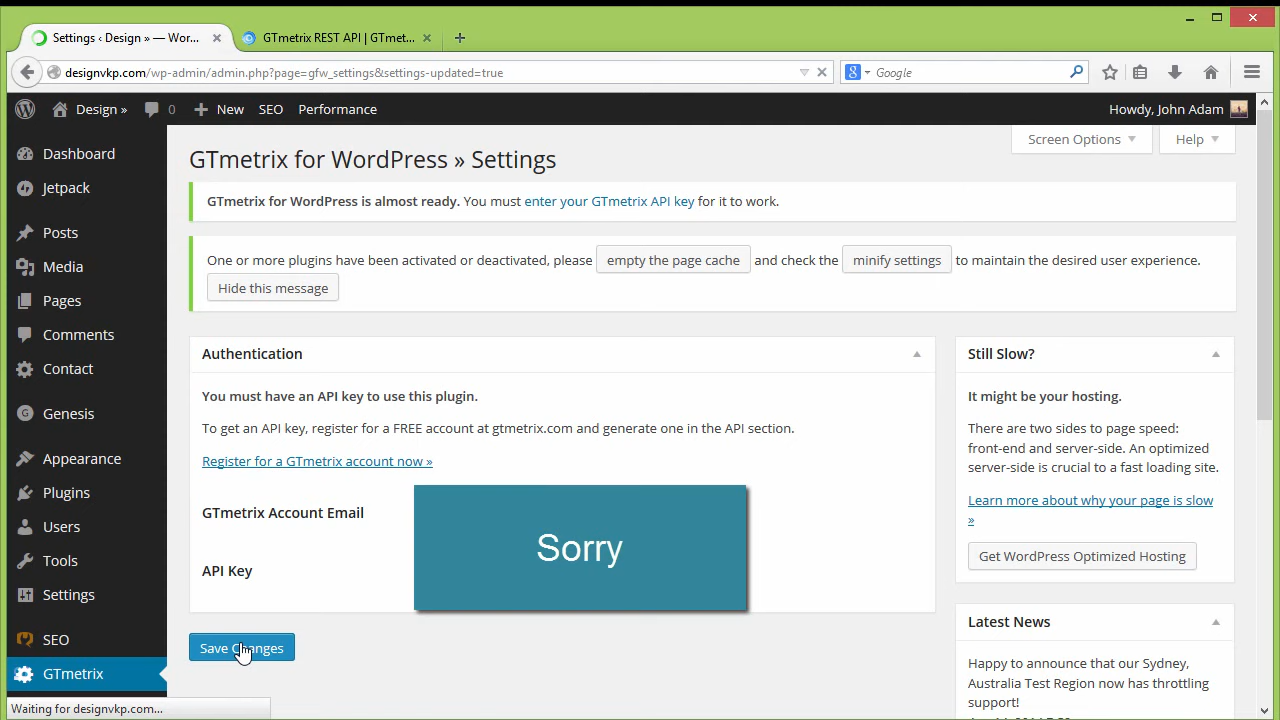 Settings ‹ Design » — Wor...
GTmetrix REST API | GTmet...
designvkp.com/wp-admin/admin.php?page=gfw_settings&settings-updated=true
Google
Design »
0
New
SEO
Performance
Howdy, John Adam
Dashboard
Jetpack
Posts
Media
Pages
Comments
Contact
Genesis
Appearance
Plugins
Users
Tools
Settings
SEO
GTmetrix
Screen Options
Help
GTmetrix for WordPress » Settings
GTmetrix for WordPress is almost ready. You must enter your GTmetrix API key for it to work.
One or more plugins have been activated or deactivated, please empty the page cache and check the minify settings to maintain the desired user experience.
Hide this message
Authentication
You must have an API key to use this plugin.
To get an API key, register for a FREE account at gtmetrix.com and generate one in the API section.
Register for a GTmetrix account now »
GTmetrix Account Email
API Key
Sorry
Save Changes
Still Slow?
It might be your hosting.
There are two sides to page speed:
front-end and server-side. An optimized
server-side is crucial to a fast loading site.
Learn more about why your page is slow
»
Get WordPress Optimized Hosting
Latest News
Happy to announce that our Sydney,
Australia Test Region now has throttling
support!
Waiting for designvkp.com...